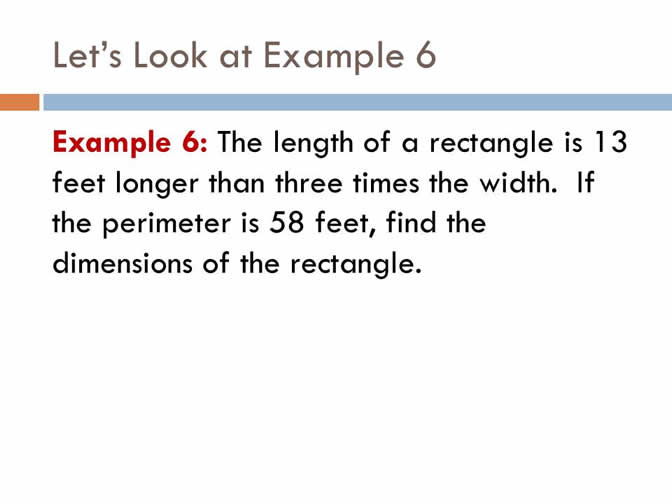 Let's Look at Example 6
Example 6: The length of a rectangle is 13
feet longer than three times the width. If
the perimeter is 58 feet, find the
dimensions of the rectangle.